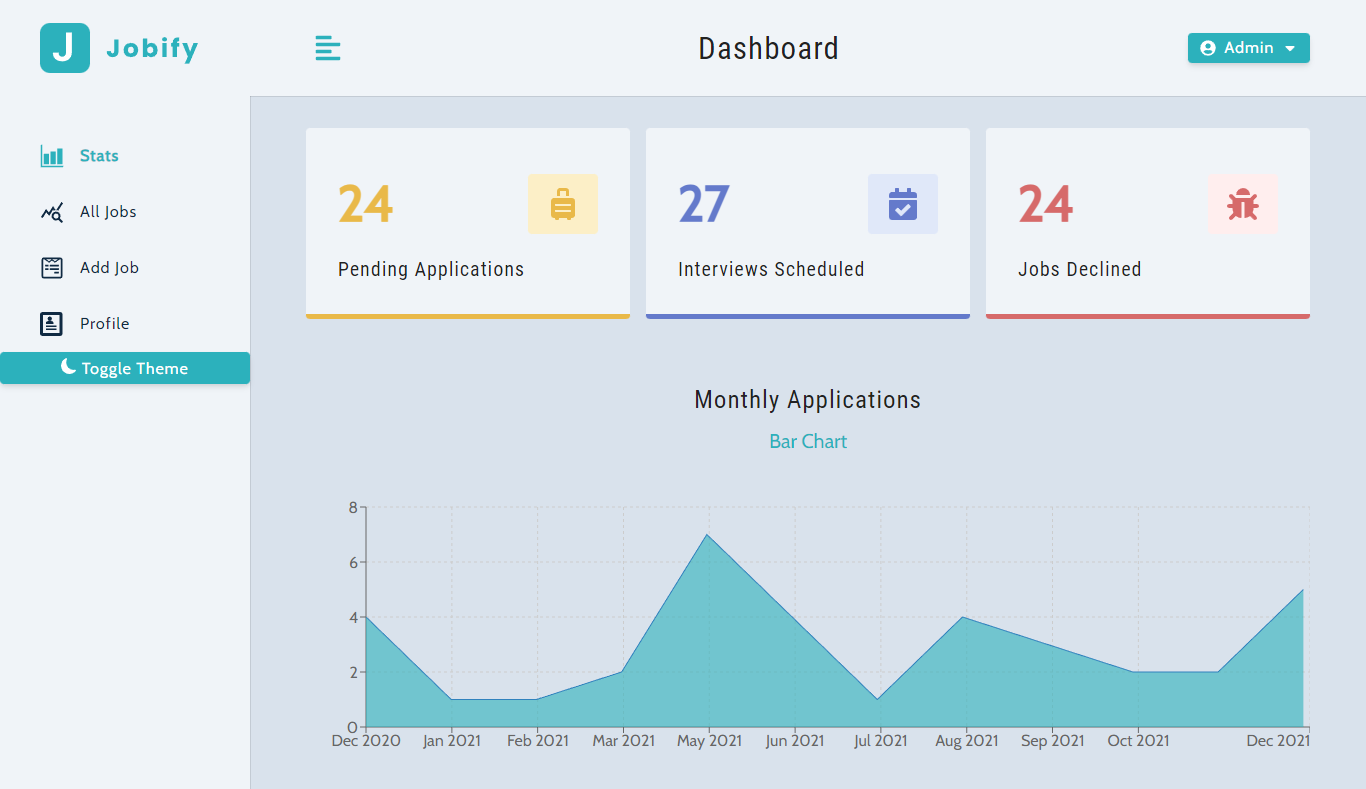 J Jobify
Dashboard
Admin
Stats
All Jobs
Add Job
Profile
Toggle Theme
24
Pending Applications
27
Interviews Scheduled
24
Jobs Declined
Monthly Applications
Bar Chart
8
6
4
2
0
Dec 2020 Jan 2021 Feb 2021 Mar 2021 May 2021 Jun 2021 Jul 2021 Aug 2021 Sep 2021 Oct 2021 Dec 2021